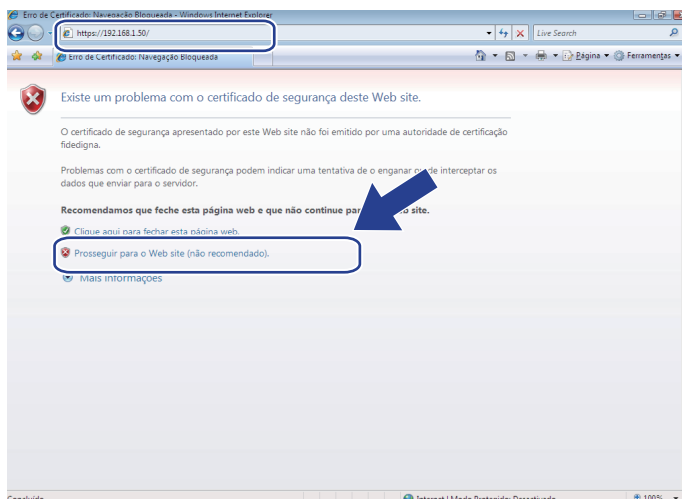 Erro de Certificado: Navegação Bloqueada - Windows Internet Explorer
https://192.168.1.50/
Live Search
Erro de Certificado: Navegação Bloqueada
Página
Ferramentas
Existe um problema com o certificado de segurança deste Web site.
O certificado de segurança apresentado por este Web site não foi emitido por uma autoridade de certificação
fidedigna.
Problemas com o certificado de segurança podem indicar uma tentativa de o enganar ou de interceptar os
dados que enviar para o servidor.
Recomendamos que feche esta página web e que não continue par site.
Clique aqui para fechar esta página web.
Prosseguir para o Web site (não recomendado).
Mais informações
Concluído
Internet | Modo Protegido: Desactivado
100%